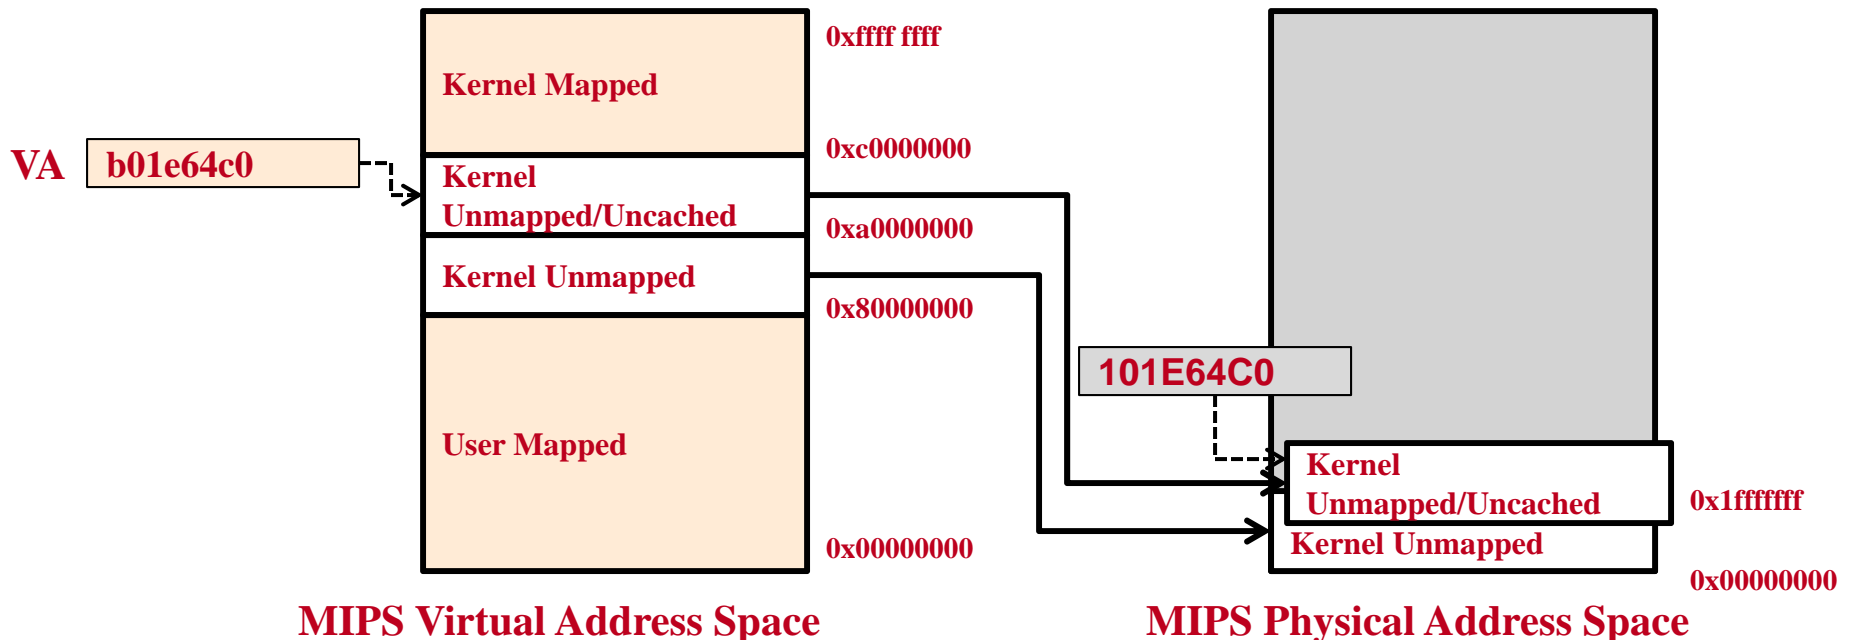 0xffff ffff
Kernel Mapped
0xc0000000
VA
b01e64c0
Kernel
Unmapped/Uncached
0xa0000000
Kernel Unmapped
0x80000000
101E64C0
User Mapped
Kernel
Unmapped/Uncached
0x1fffffff
Kernel Unmapped
0x00000000
0x00000000
MIPS Virtual Address Space
MIPS Physical Address Space